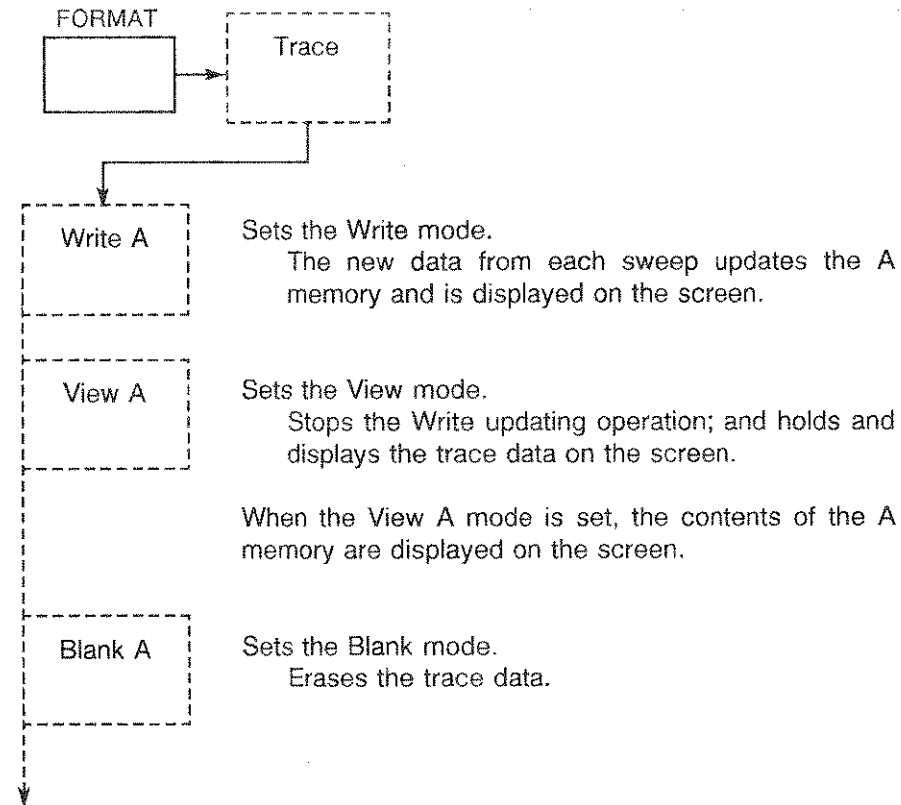 FORMAT
Trace
Write A
Sets the Write mode.
The new data from each sweep updates the A
memory and is displayed on the screen.
View A
Sets the View mode.
Stops the Write updating operation; and holds and
displays the trace data on the screen.
When the View A mode is set, the contents of the A
memory are displayed on the screen.
Blank A
Sets the Blank mode.
Erases the trace data.